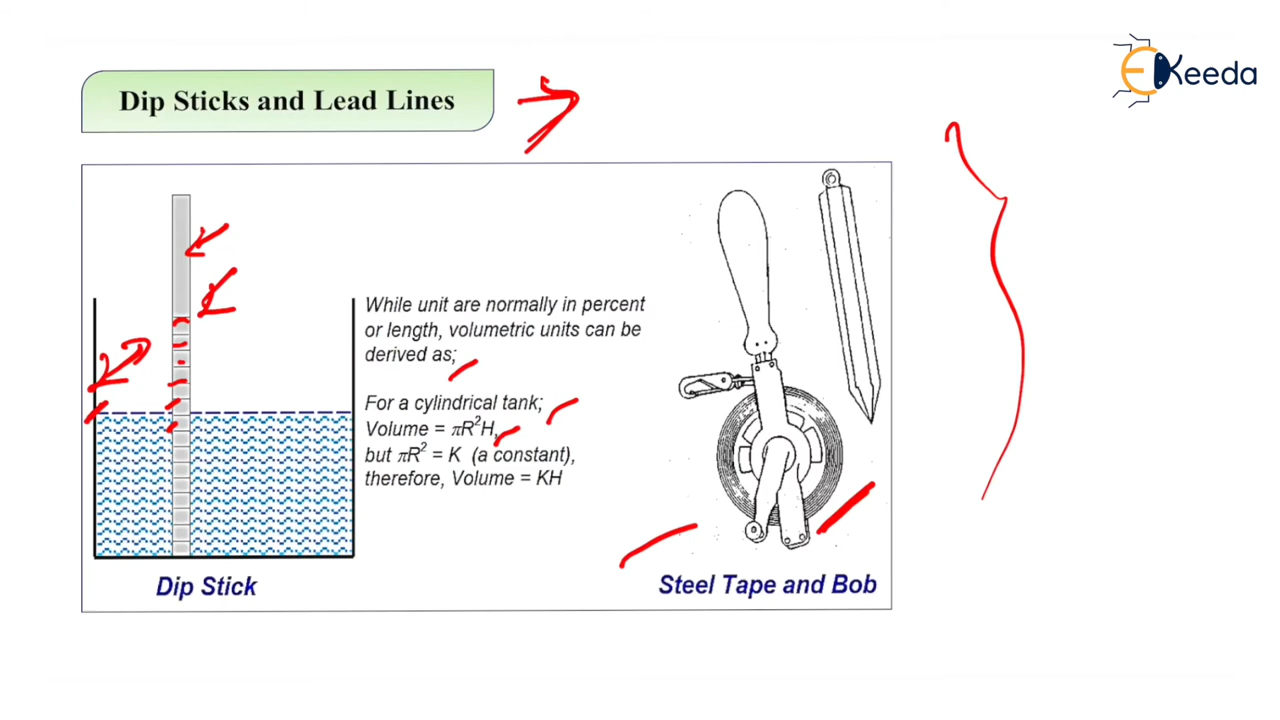 EKeeda
Dip Sticks and Lead Lines
While unit are normally in percent
or length, volumetric units can be
derived as;
For a cylindrical tank;
Volume = πR²H,
but πR² = K (a constant),
therefore, Volume = KH
Dip Stick
Steel Tape and Bob